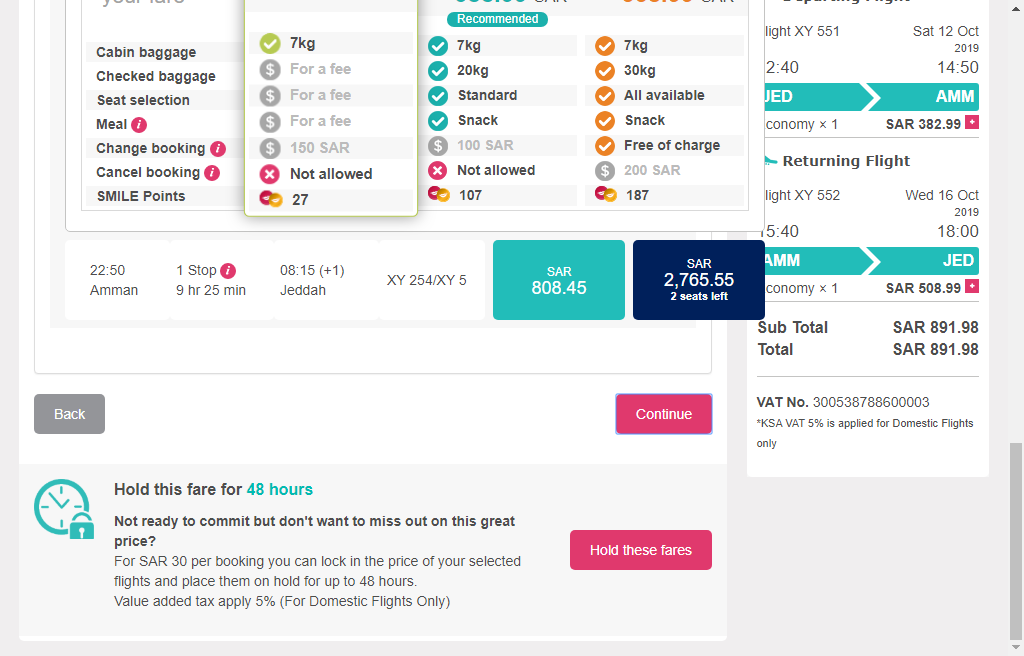 your fare
Recommended
Cabin baggage
7kg
7kg
7kg
Checked baggage
For a fee
20kg
30kg
Seat selection
For a fee
Standard
All available
Meal
For a fee
Snack
Snack
Change booking
150 SAR
100 SAR
Free of charge
Cancel booking
Not allowed
Not allowed
200 SAR
SMILE Points
27
107
187
22:50
Amman
1 Stop
9 hr 25 min
08:15 (+1)
Jeddah
XY 254/XY 5
SAR
808.45
SAR
2,765.55
2 seats left
Back
Continue
Hold this fare for 48 hours
Not ready to commit but don't want to miss out on this great
price?
For SAR 30 per booking you can lock in the price of your selected
flights and place them on hold for up to 48 hours.
Value added tax apply 5% (For Domestic Flights Only)
Hold these fares
light XY 551
Sat 12 Oct
2019
2:40
14:50
JED
AMM
conomy × 1
SAR 382.99
Returning Flight
light XY 552
Wed 16 Oct
2019
15:40
18:00
AMM
JED
conomy × 1
SAR 508.99
Sub Total
SAR 891.98
Total
SAR 891.98
VAT No. 300538788600003
*KSA VAT 5% is applied for Domestic Flights
only